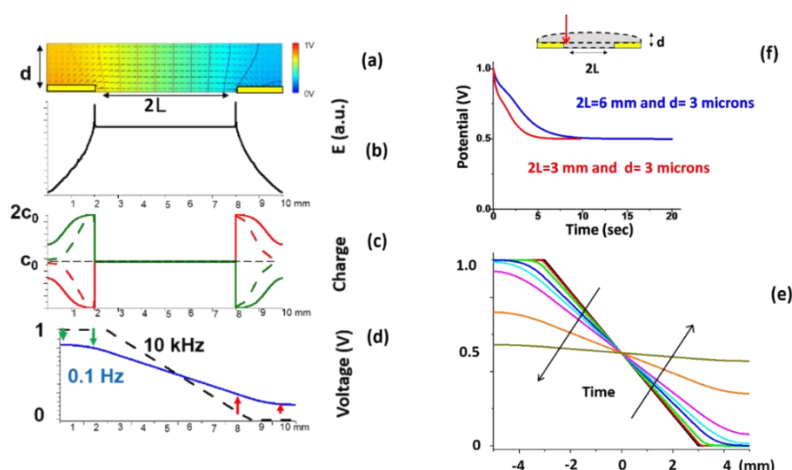 1V
0V
d
2L
(a)
E (a.u.)
(b)
1 2 3 4 5 6 7 8 9 10 mm
2c₀
c₀
Charge
(c)
1 2 3 4 5 6 7 8 9 10 mm
1
0
10 kHz
0.1 Hz
Voltage (V)
(d)
1 2 3 4 5 6 7 8 9 10 mm
(f)
d
2L
1.0
0.5
0.0
Potential (V)
2L=6 mm and d= 3 microns
2L=3 mm and d= 3 microns
0 5 10 15 20
Time (sec)
(e)
1.0
0.5
0
Time
-4 -2 0 2 4 (mm)